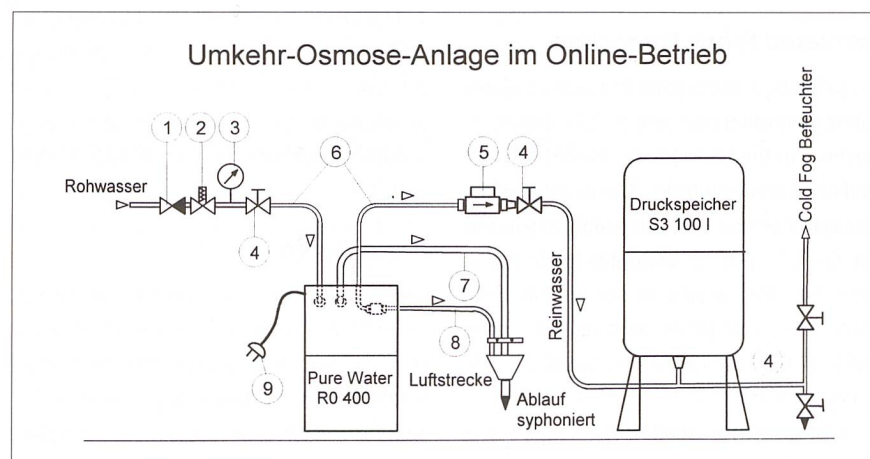 Umkehr-Osmose-Anlage im Online-Betrieb
1
2
3
6
5
4
Rohwasser
4
7
8
9
Pure Water
R0 400
Luftstrecke
Ablauf
syphoniert
Reinwasser
Druckspeicher
S3 100 l
4
Cold Fog Befeuchter